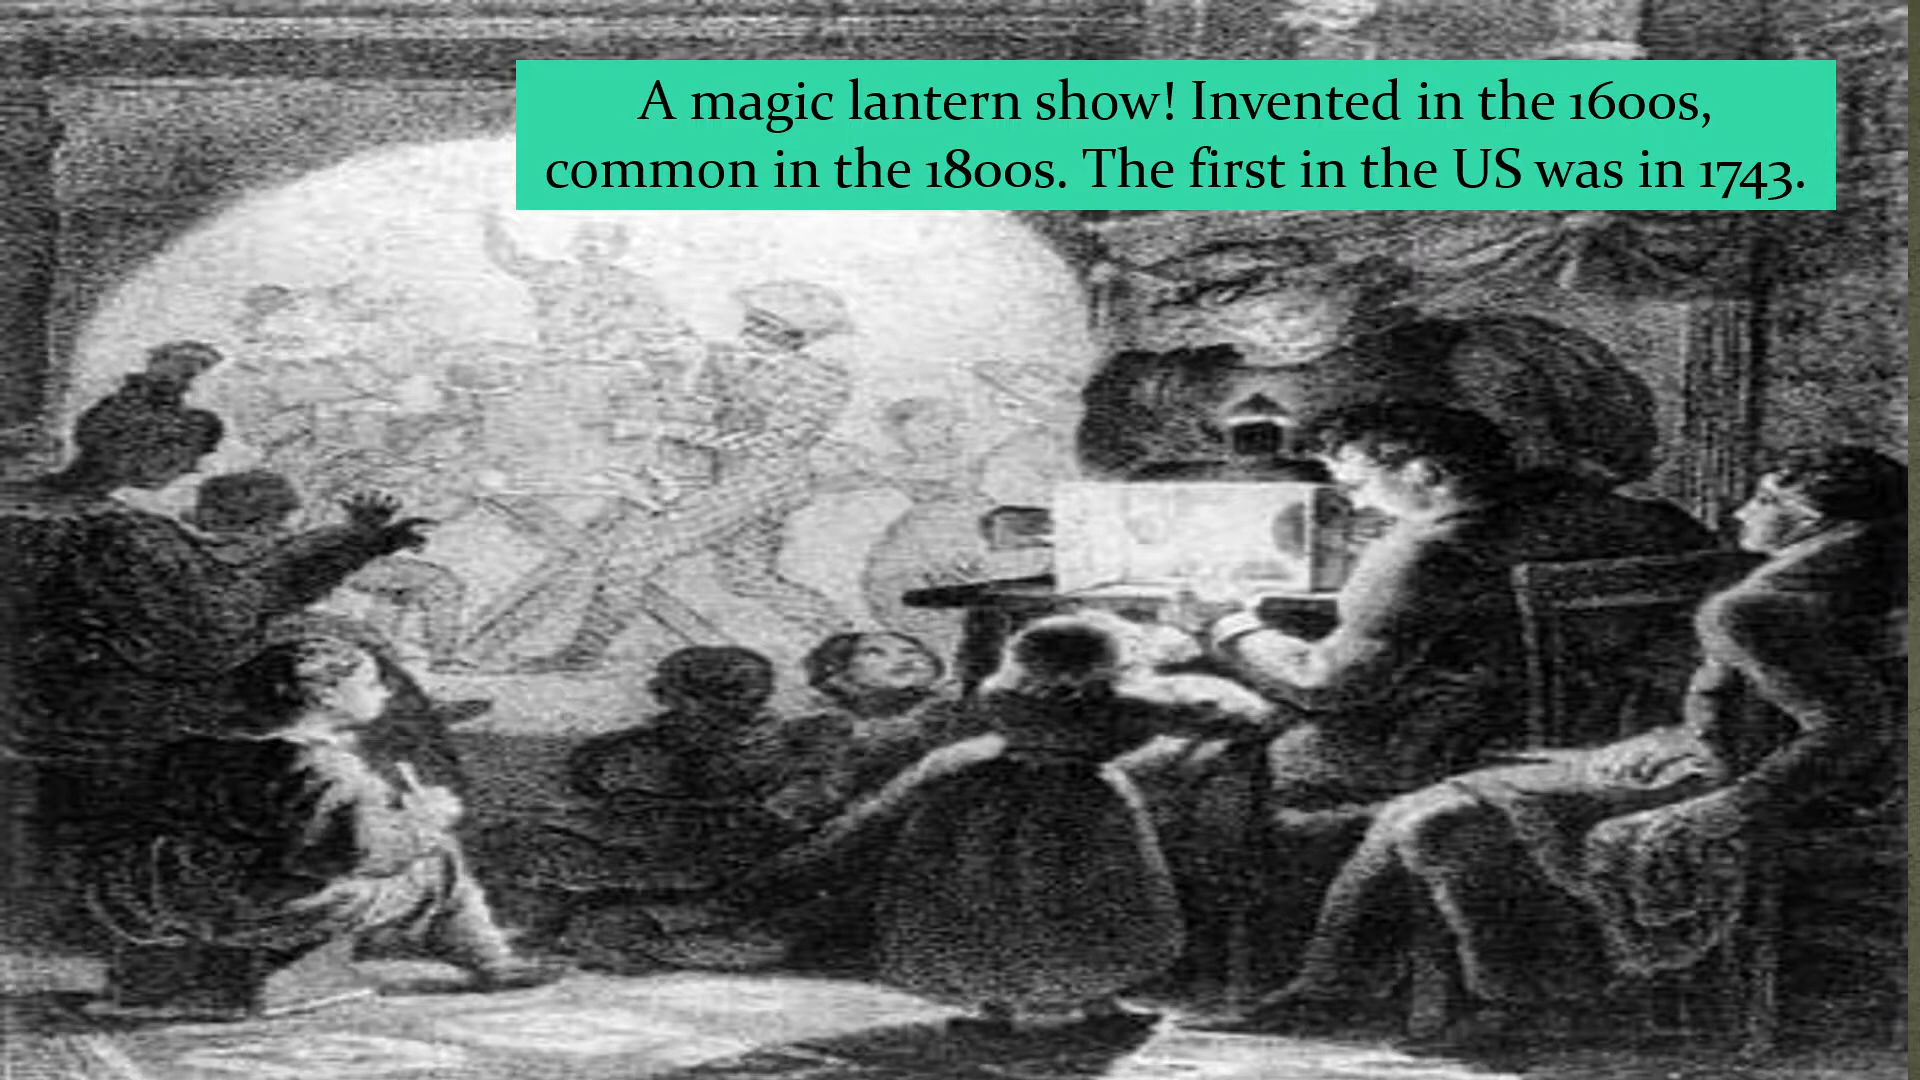 A magic lantern show! Invented in the 1600s,
common in the 1800s. The first in the US was in 1743.